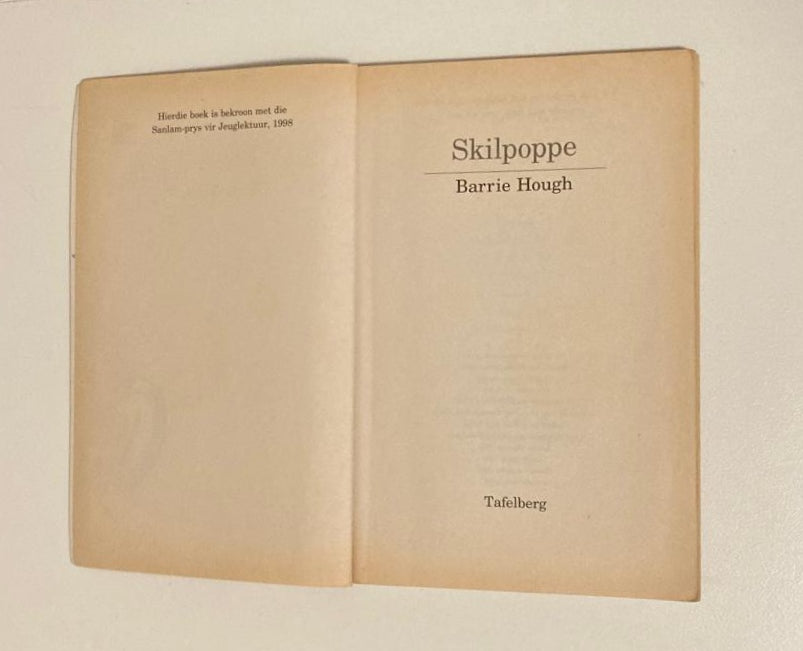 Hierdie boek is bekroon met die
Sanlam-prys vir Jeuglektuur, 1998
Skilpoppe
Barrie Hough
Tafelberg